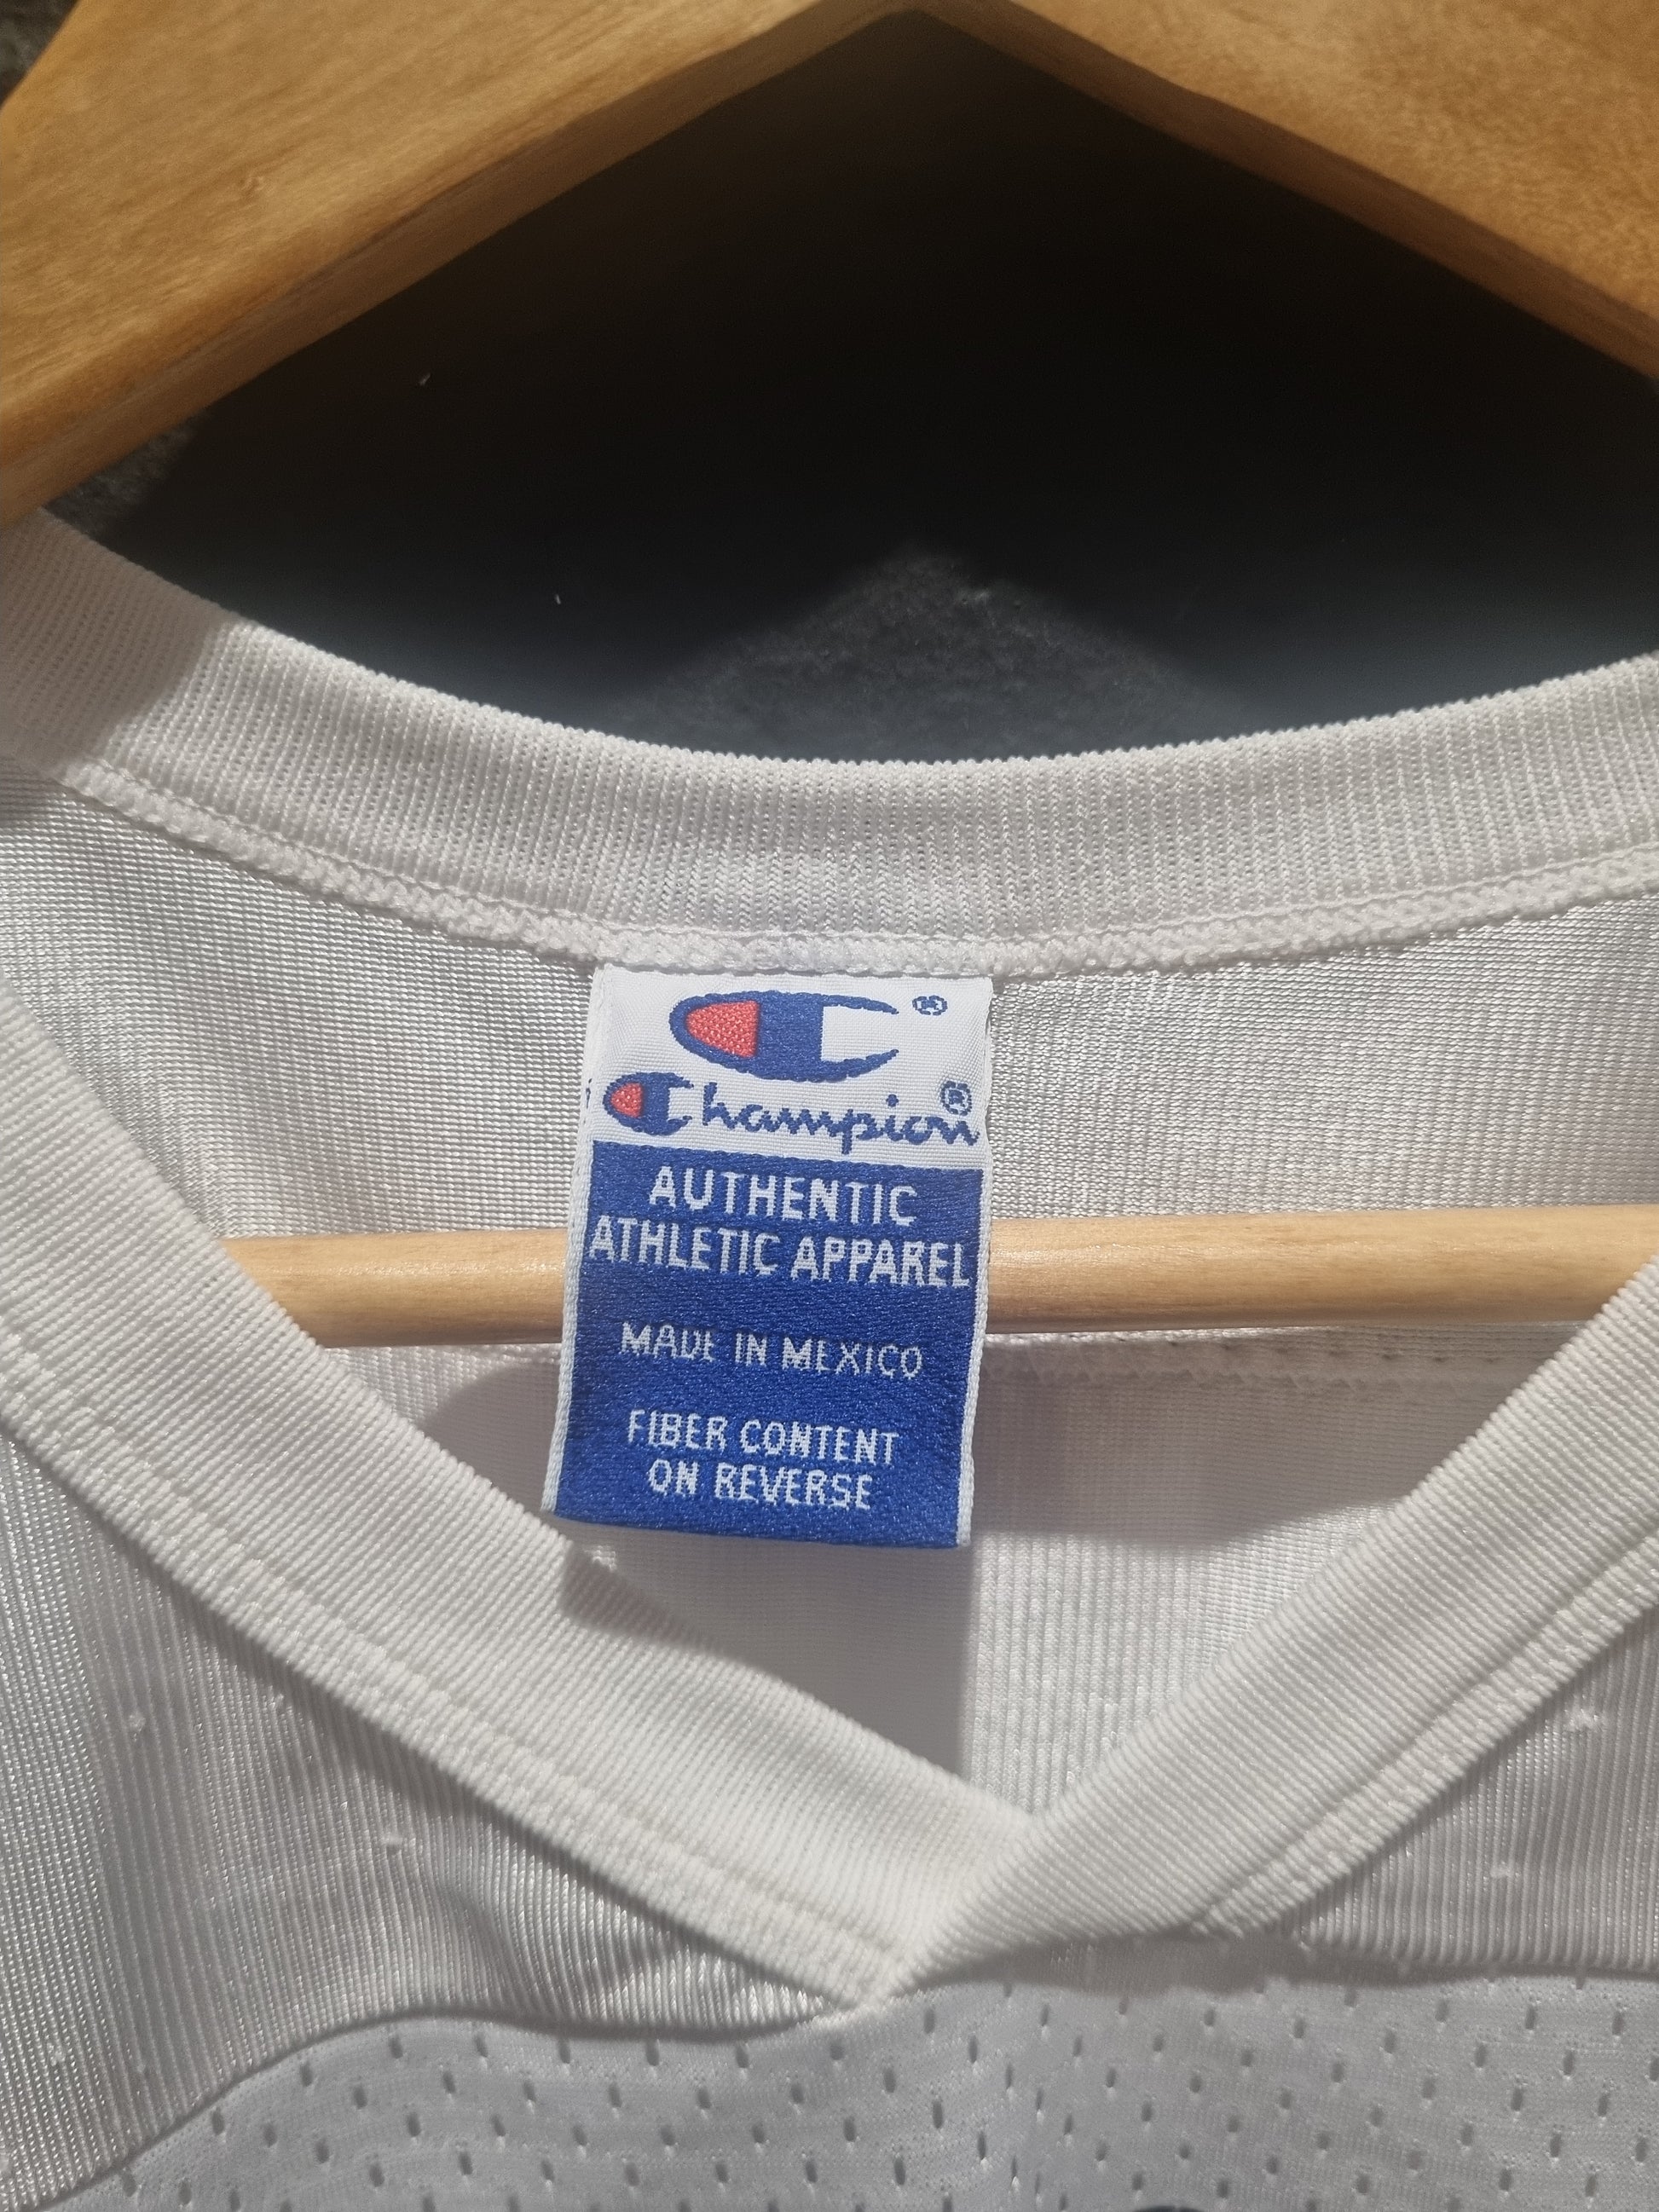 C®
Champion®
AUTHENTIC
ATHLETIC APPAREL
MADE IN MEXICO
FIBER CONTENT
ON REVERSE